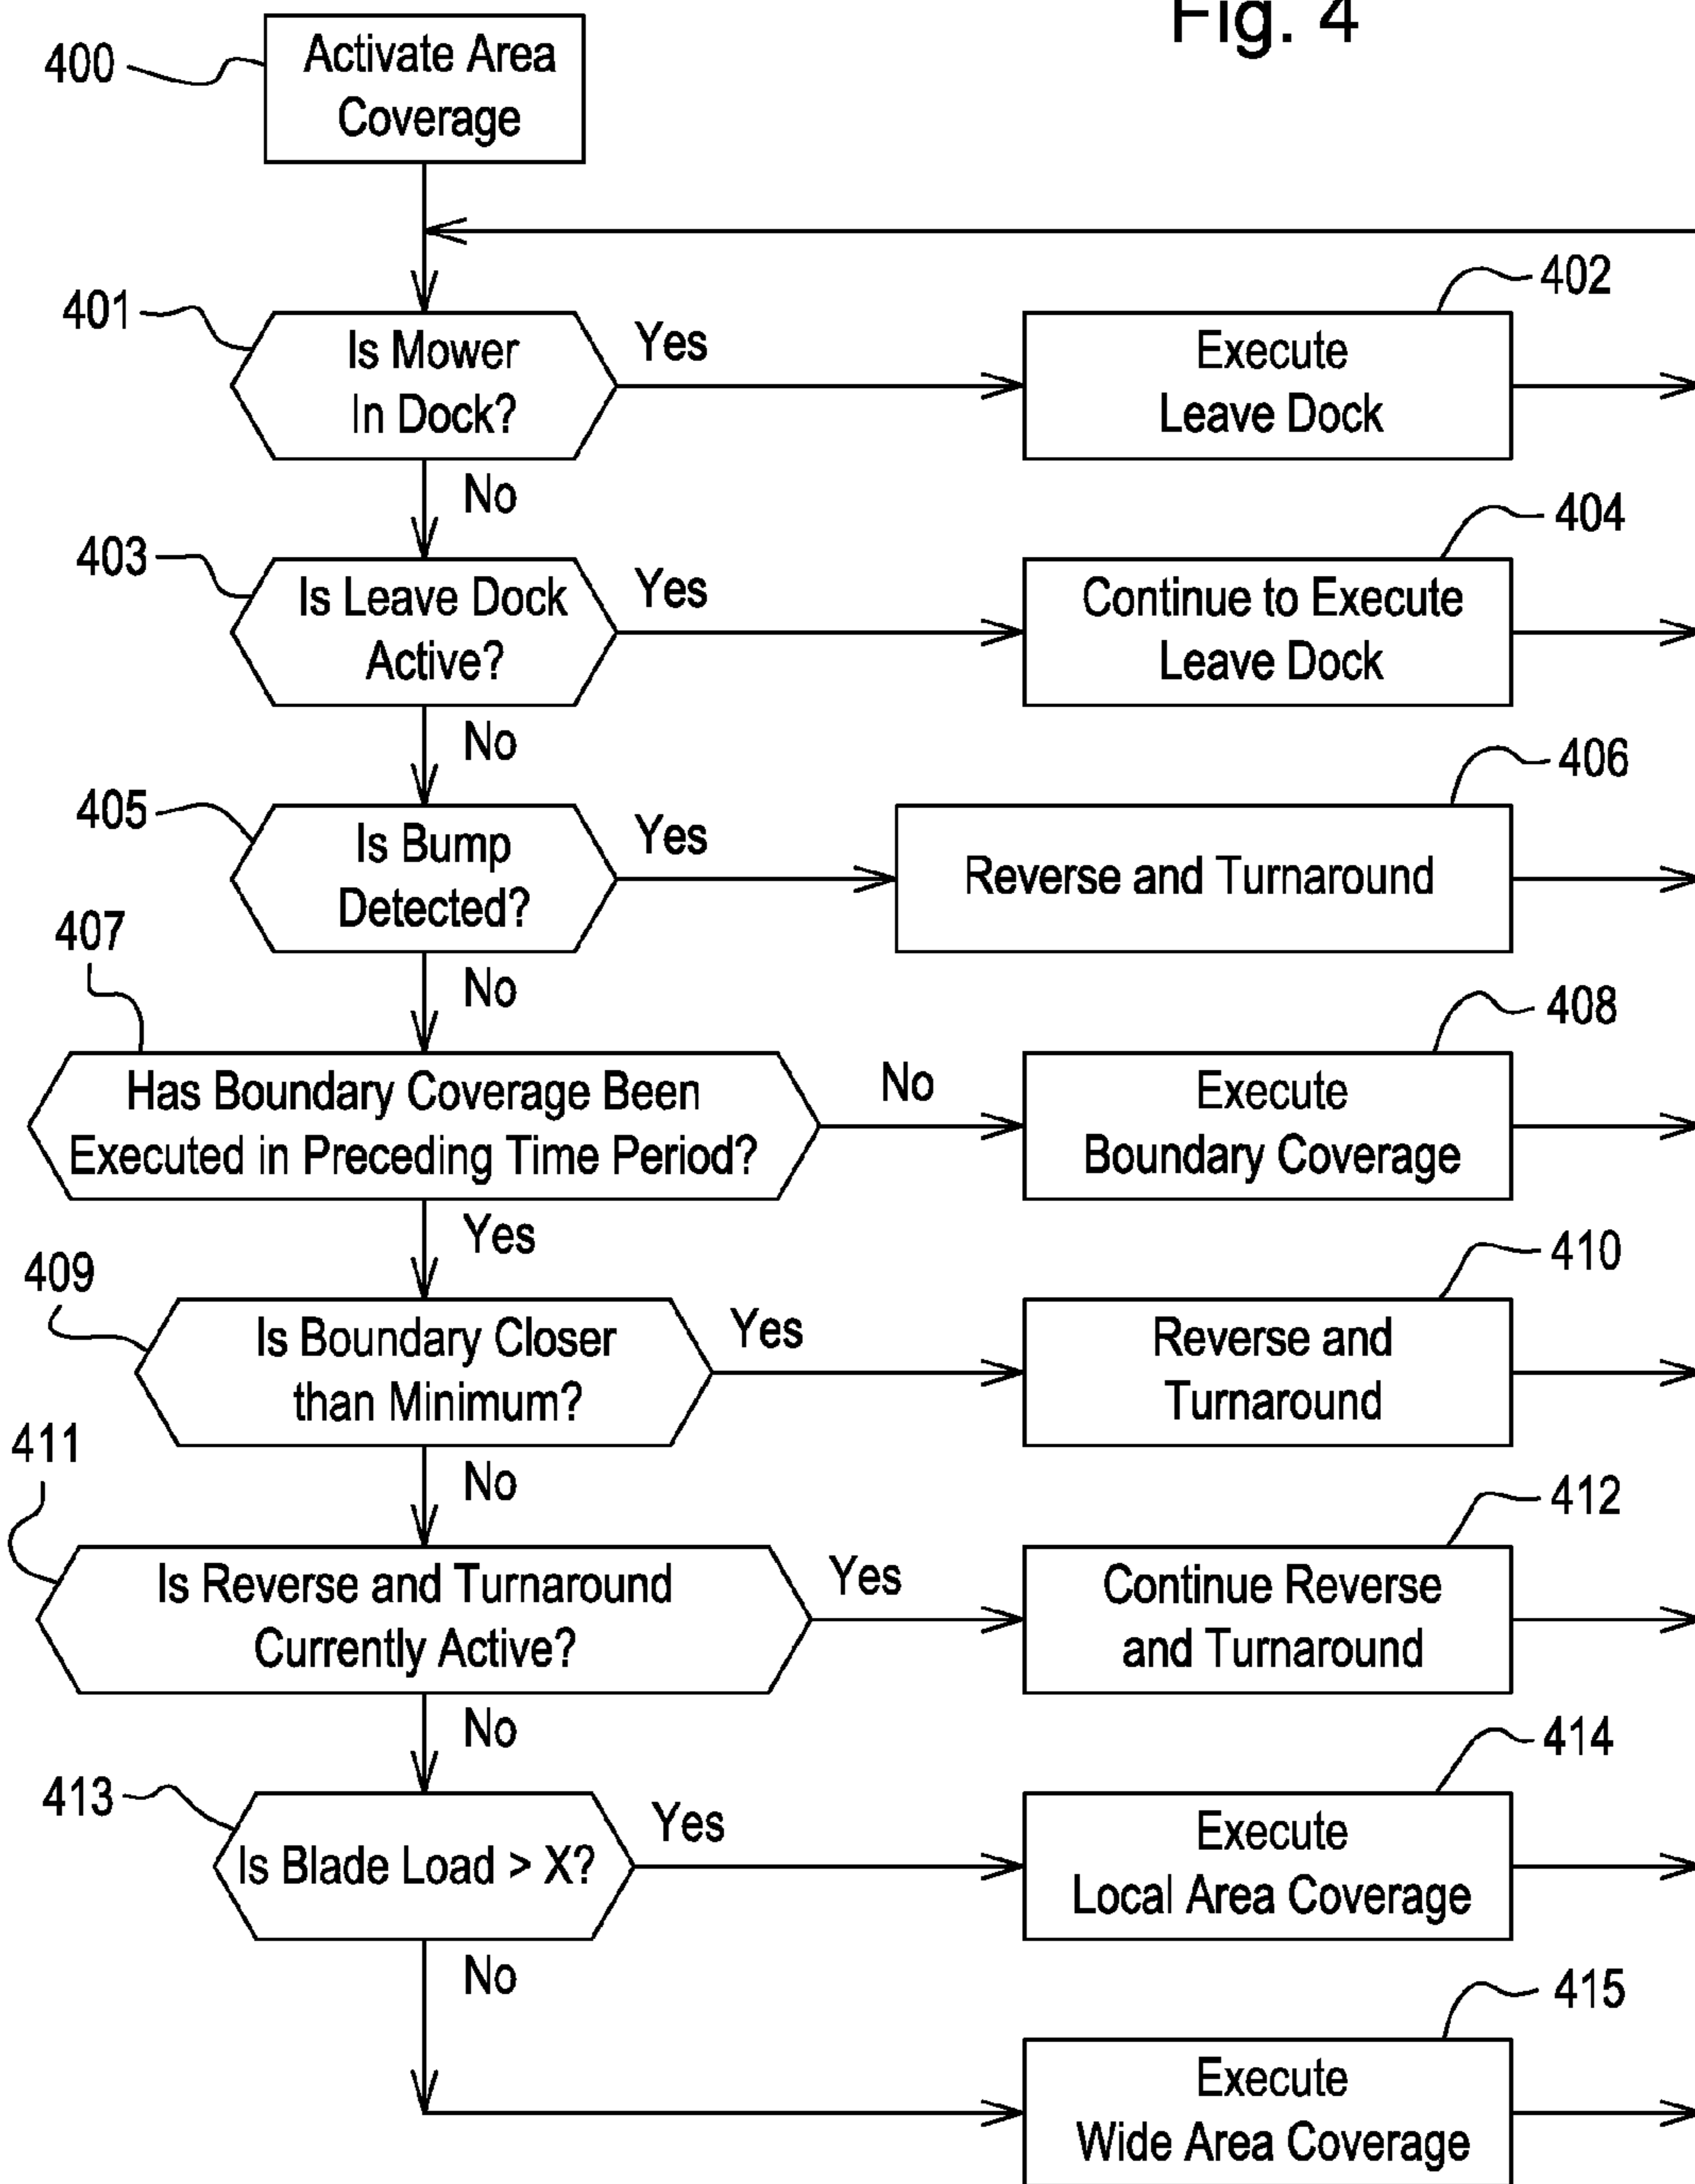 Fig. 4
400
Activate Area
Coverage
401
Is Mower
In Dock?
Yes
402
Execute
Leave Dock
No
403
Is Leave Dock
Active?
Yes
404
Continue to Execute
Leave Dock
No
405
Is Bump
Detected?
Yes
406
Reverse and Turnaround
No
407
Has Boundary Coverage Been
Executed in Preceding Time Period?
No
408
Execute
Boundary Coverage
Yes
409
Is Boundary Closer
than Minimum?
Yes
410
Reverse and
Turnaround
No
411
Is Reverse and Turnaround
Currently Active?
Yes
412
Continue Reverse
and Turnaround
No
413
Is Blade Load > X?
Yes
414
Execute
Local Area Coverage
No
415
Execute
Wide Area Coverage